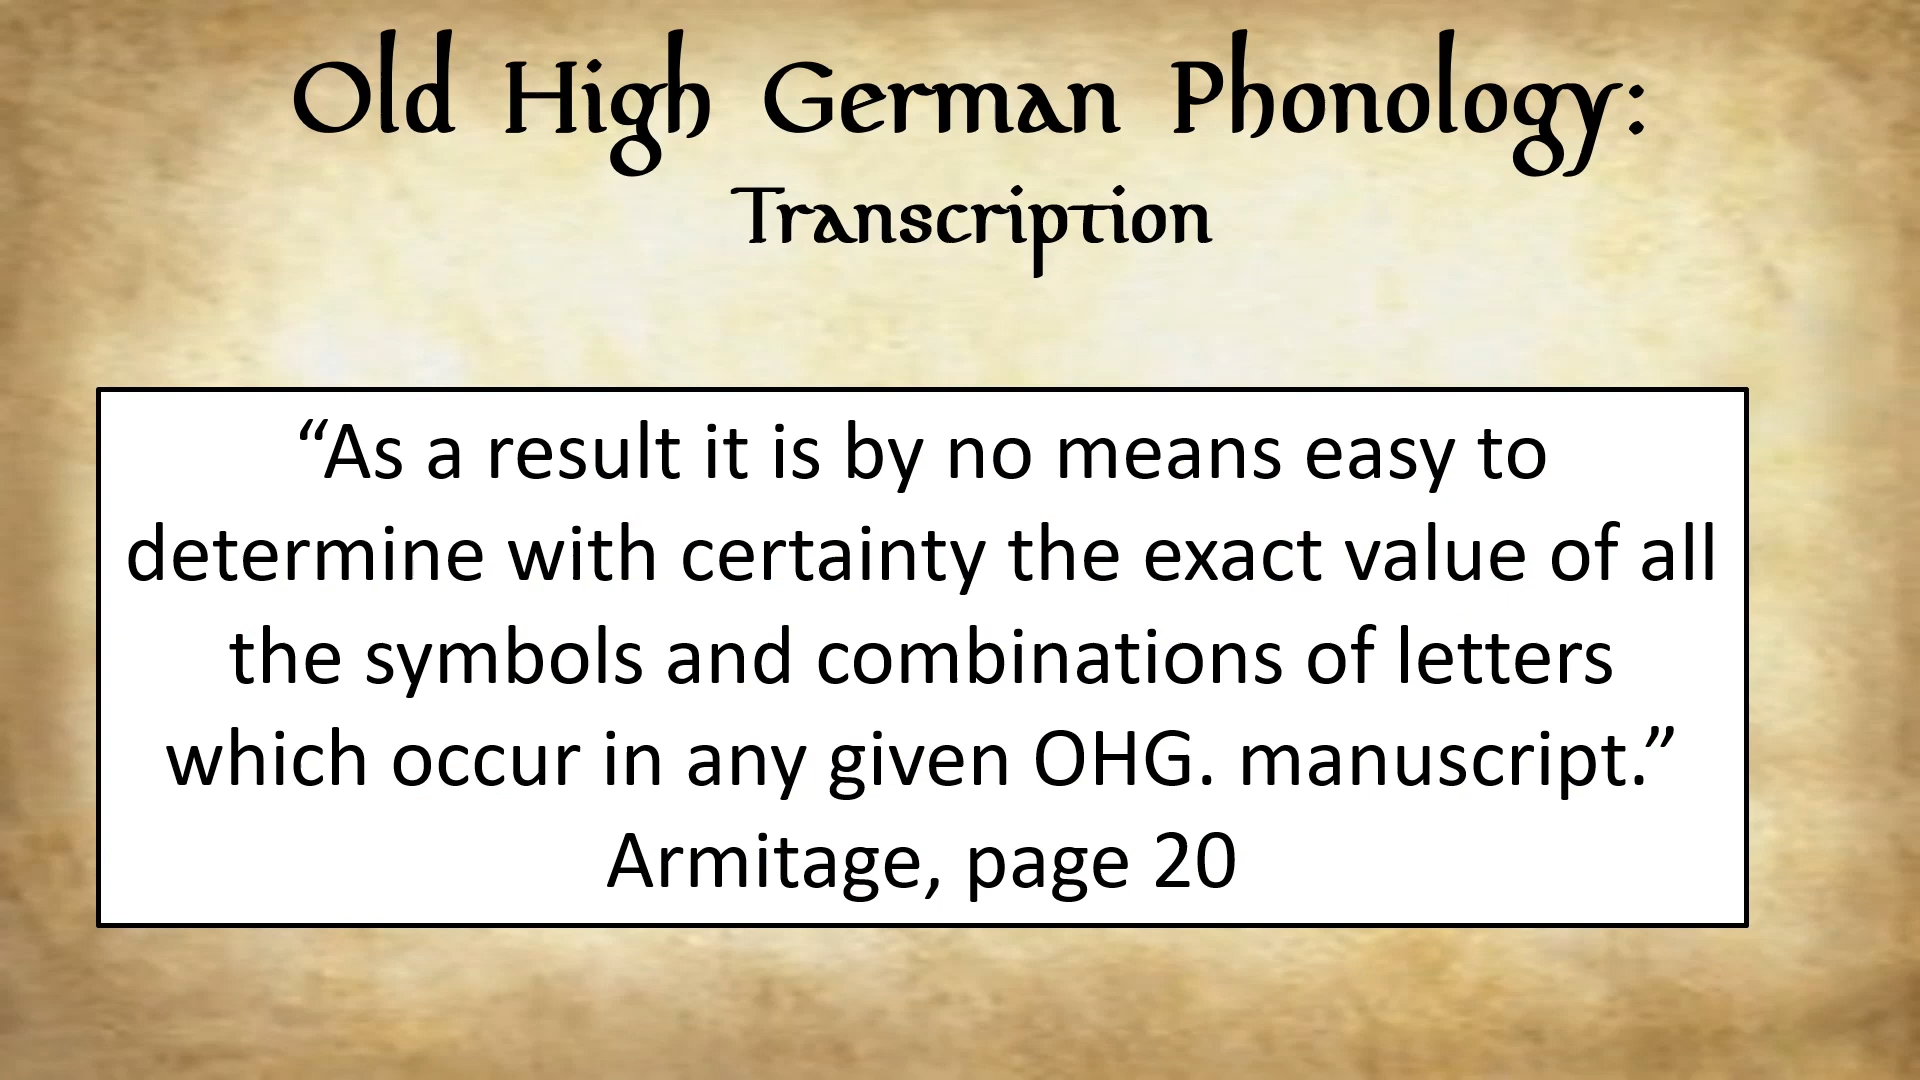 Old High German Phonology:
Transcription
“As a result it is by no means easy to
determine with certainty the exact value of all
the symbols and combinations of letters
which occur in any given OHG. manuscript.”
Armitage, page 20